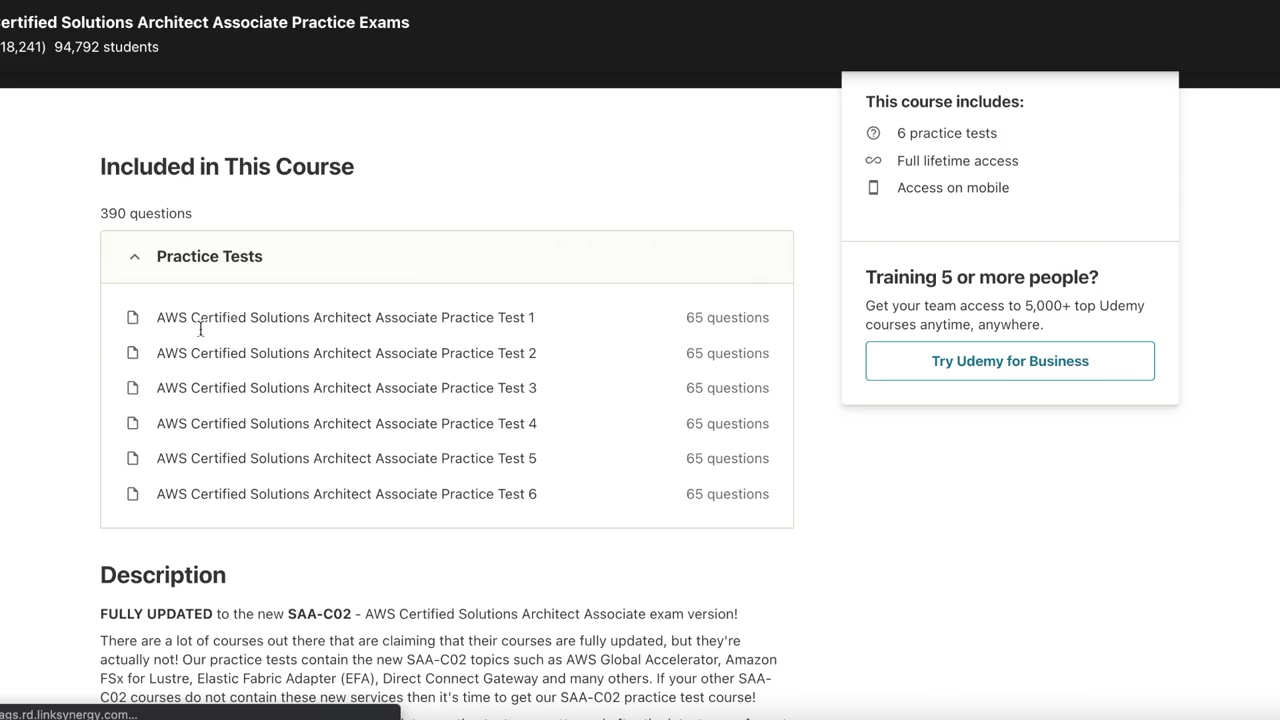 ertified Solutions Architect Associate Practice Exams
18,241) 94,792 students
This course includes:
6 practice tests
Full lifetime access
Access on mobile
Included in This Course
390 questions
Practice Tests
AWS Certified Solutions Architect Associate Practice Test 1 65 questions
AWS Certified Solutions Architect Associate Practice Test 2 65 questions
AWS Certified Solutions Architect Associate Practice Test 3 65 questions
AWS Certified Solutions Architect Associate Practice Test 4 65 questions
AWS Certified Solutions Architect Associate Practice Test 5 65 questions
AWS Certified Solutions Architect Associate Practice Test 6 65 questions
Training 5 or more people?
Get your team access to 5,000+ top Udemy
courses anytime, anywhere.
Try Udemy for Business
Description
FULLY UPDATED to the new SAA-C02 - AWS Certified Solutions Architect Associate exam version!
There are a lot of courses out there that are claiming that their courses are fully updated, but they're
actually not! Our practice tests contain the new SAA-C02 topics such as AWS Global Accelerator, Amazon
FSx for Lustre, Elastic Fabric Adapter (EFA), Direct Connect Gateway and many others. If your other SAA-
C02 courses do not contain these new services then it's time to get our SAA-C02 practice test course!
ags.rd.linksynergy.com...